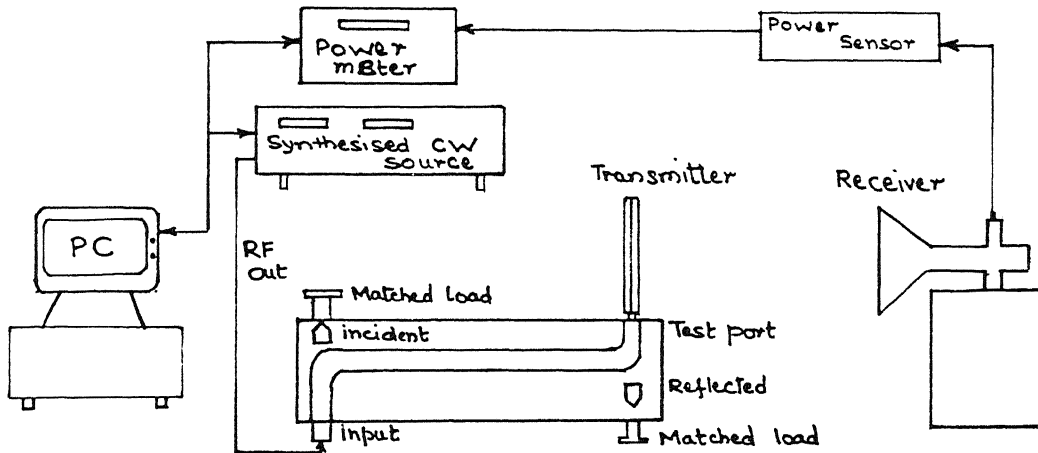 Power
mBter
Power
Sensor
Synthesised CW
source
Transmitter
Receiver
PC
RF
out
Matched load
incident
Test port
Reflected
input
Matched load